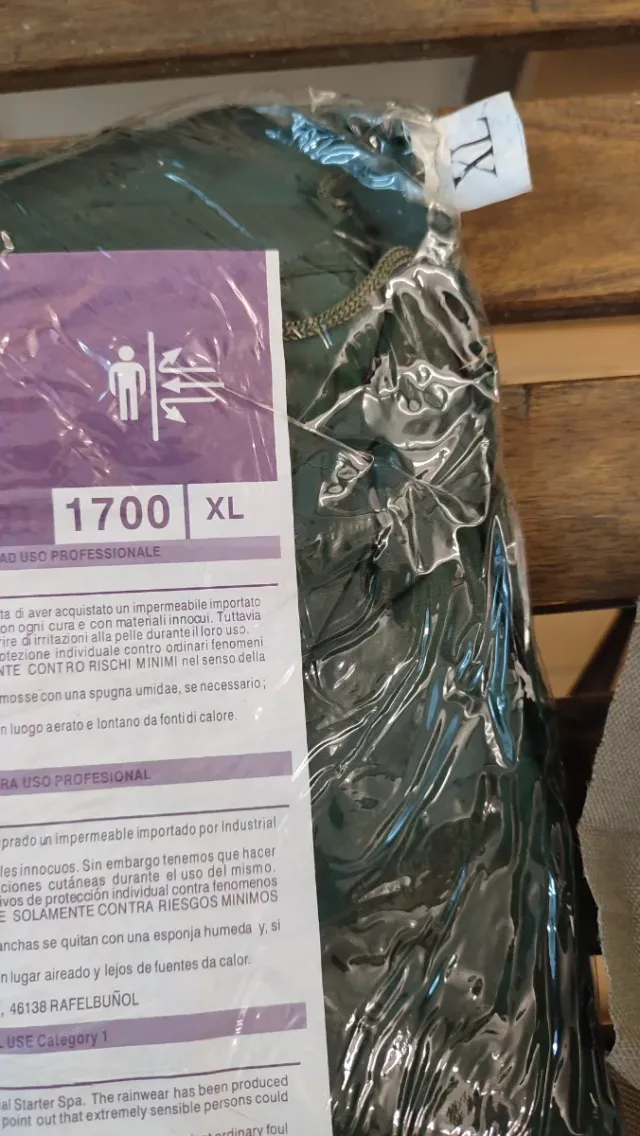 XL
1700 XL
AD USO PROFESSIONALE
ta di aver acquistato un impermeabile importato
on ogni cura e con materiali innocui. Tuttavia
rire di irritazioni alla pelle durante il loro uso.
otezione individuale contro ordinari fenomeni
NTE CONTRO RISCHI MINIMI nel senso della
mosse con una spugna umidae, se necessario;
n luogo aerato e lontano da fonti di calore.
RA USO PROFESIONAL
prado un impermeable importado por Industrial
les innocuos. Sin embargo tenemos que hacer
ciones cutáneas durante el uso del mismo.
ivos de protección individual contra fenomenos
E SOLAMENTE CONTRA RIESGOS MINIMOS
anchas se quitan con una esponja humeda y, si
n lugar aireado y lejos de fuentes da calor.
, 46138 RAFELBUÑOL
L USE Category 1
al Starter Spa. The rainwear has been produced
point out that extremely sensible persons could
ordinary foul